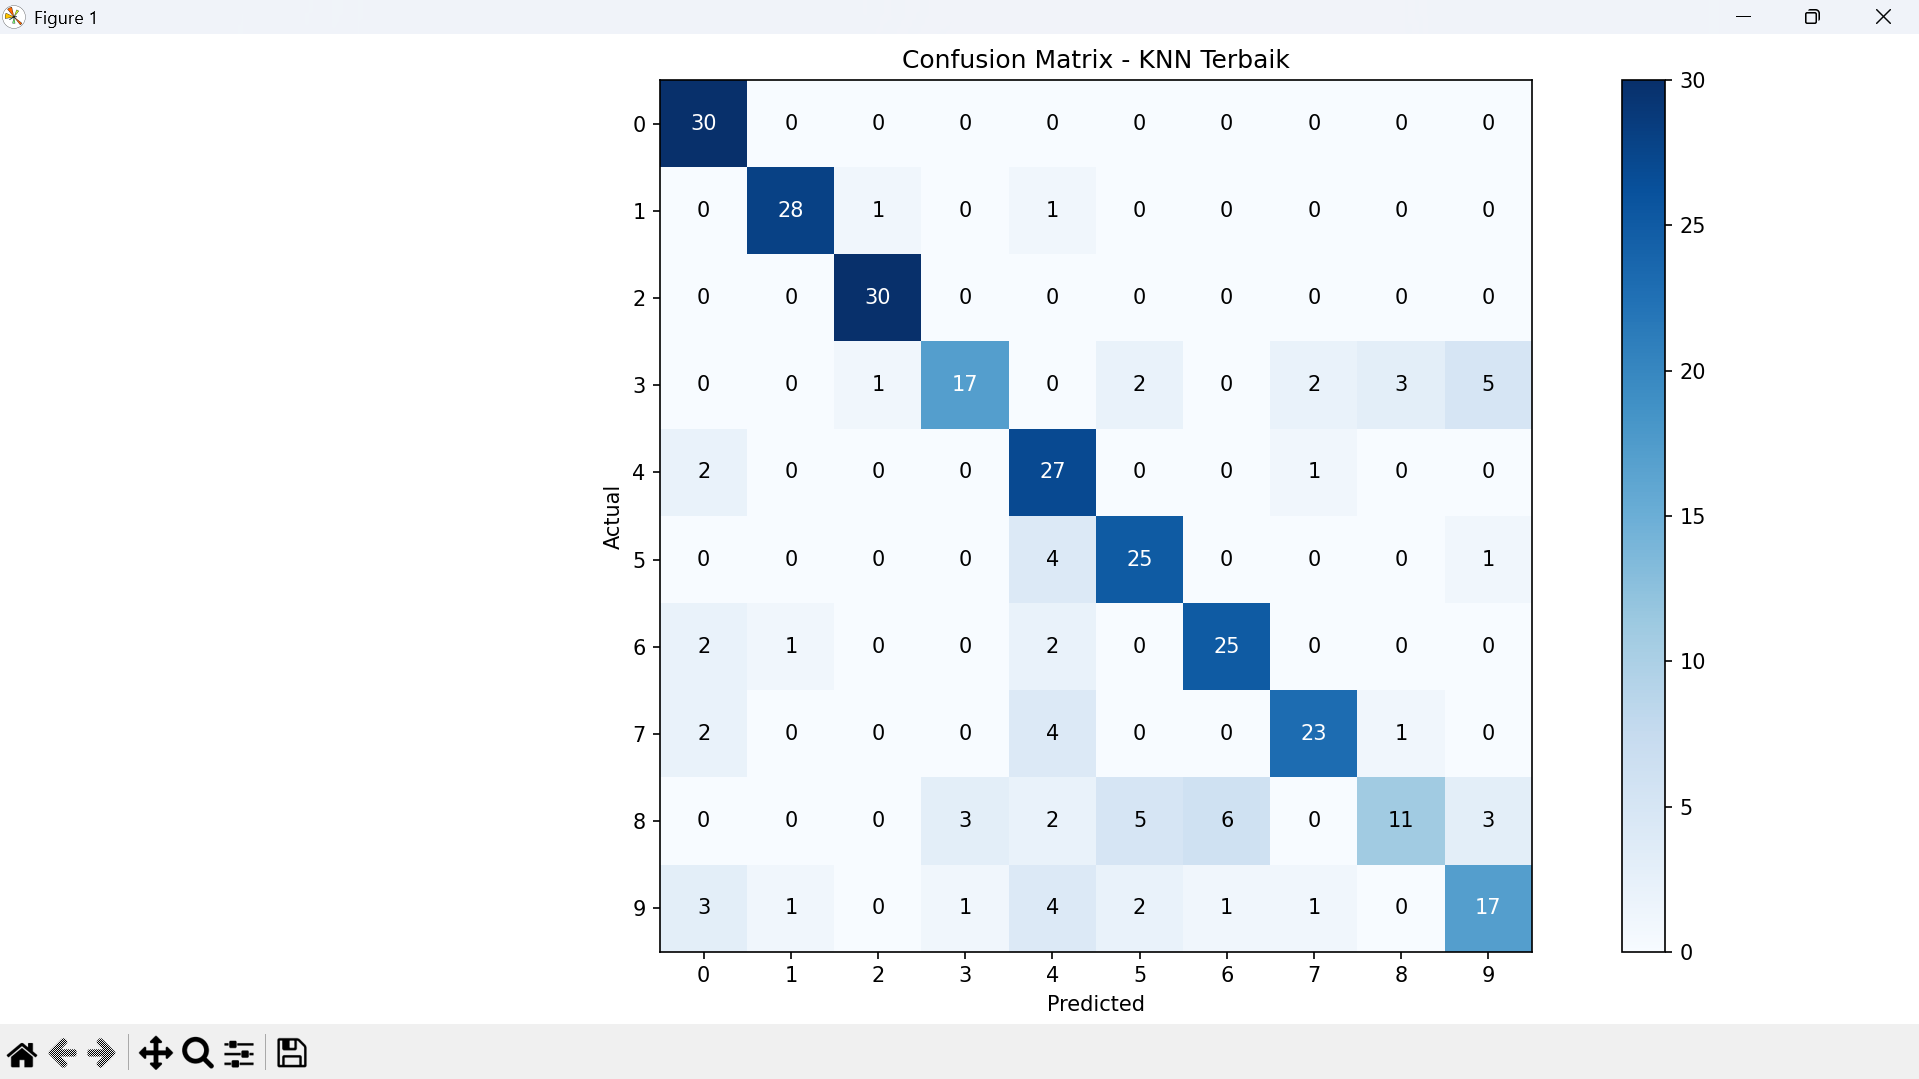 Figure 1
Confusion Matrix - KNN Terbaik
0 30 0 0 0 0 0 0 0 0 0
1 0 28 1 0 1 0 0 0 0 0
2 0 0 30 0 0 0 0 0 0 0
3 0 0 1 17 0 2 0 2 3 5
4 2 0 0 0 27 0 0 1 0 0
5 0 0 0 0 4 25 0 0 0 1
6 2 1 0 0 2 0 25 0 0 0
7 2 0 0 0 4 0 0 23 1 0
8 0 0 0 3 2 5 6 0 11 3
9 3 1 0 1 4 2 1 1 0 17
0 1 2 3 4 5 6 7 8 9
Actual
Predicted
30
25
20
15
10
5
0